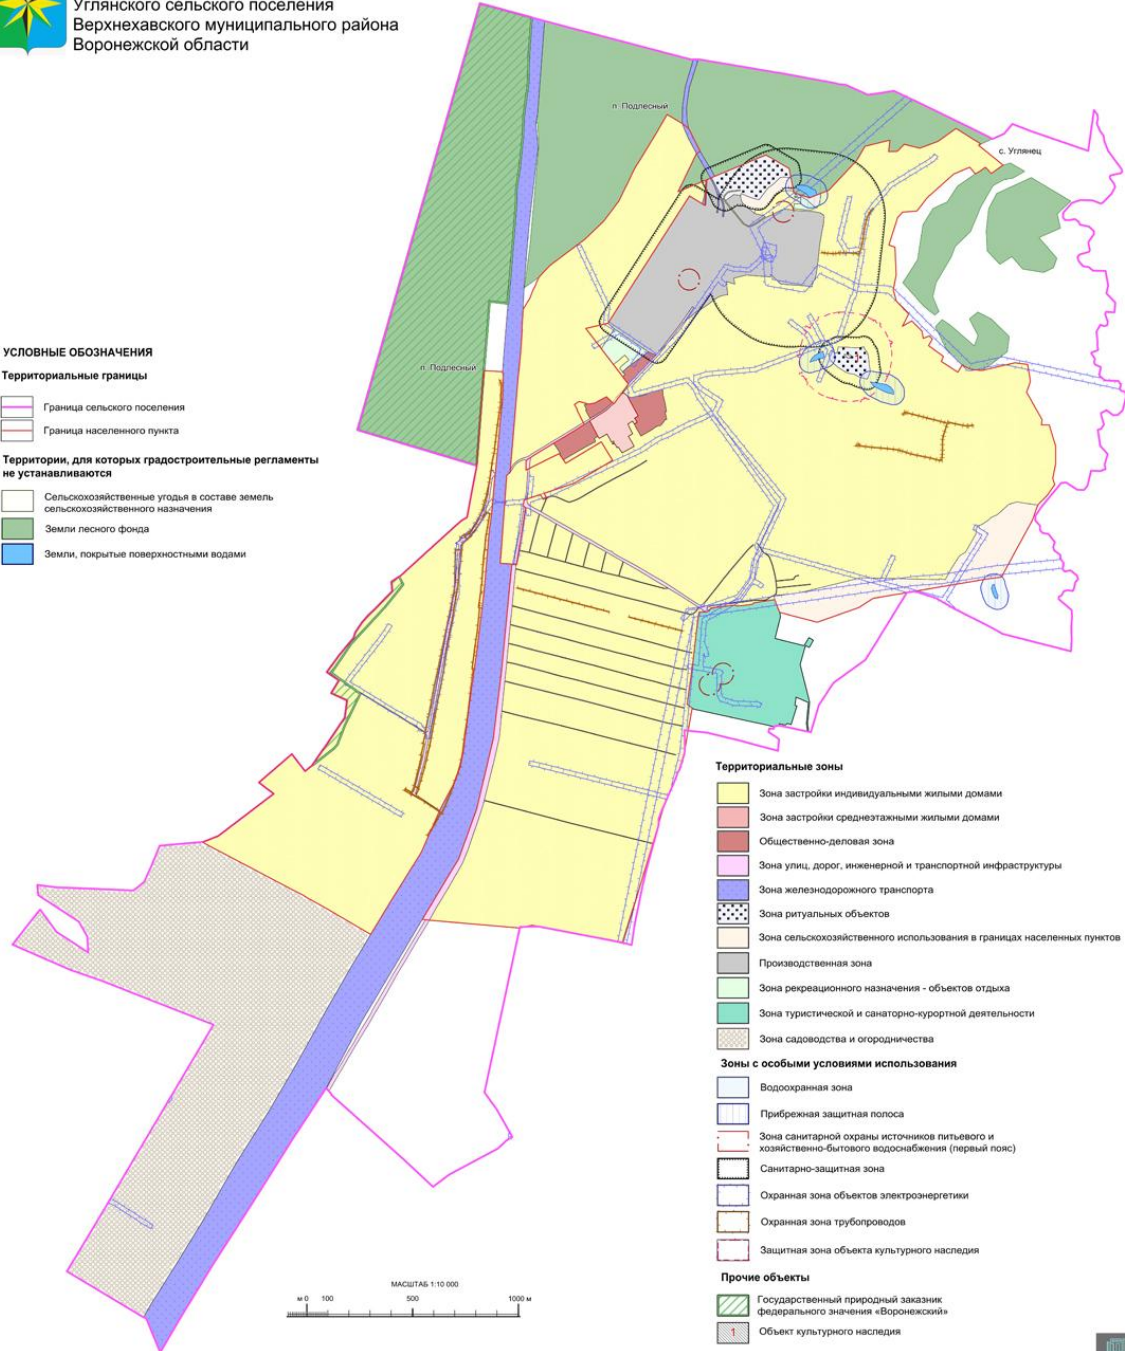 Углянского сельского поселения
Верхнехавского муниципального района
Воронежской области
п. Подлесный
с. Углянец
п. Подлесный
1
УСЛОВНЫЕ ОБОЗНАЧЕНИЯ
Территориальные границы
Граница сельского поселения
Граница населенного пункта
Территории, для которых градостроительные регламенты
не устанавливаются
Сельскохозяйственные угодья в составе земель
сельскохозяйственного назначения
Земли лесного фонда
Земли, покрытые поверхностными водами
Территориальные зоны
Зона застройки индивидуальными жилыми домами
Зона застройки среднеэтажными жилыми домами
Общественно-деловая зона
Зона улиц, дорог, инженерной и транспортной инфраструктуры
Зона железнодорожного транспорта
Зона ритуальных объектов
Зона сельскохозяйственного использования в границах населенных пунктов
Производственная зона
Зона рекреационного назначения - объектов отдыха
Зона туристической и санаторно-курортной деятельности
Зона садоводства и огородничества
Зоны с особыми условиями использования
Водоохранная зона
Прибрежная защитная полоса
Зона санитарной охраны источников питьевого и
хозяйственно-бытового водоснабжения (первый пояс)
Санитарно-защитная зона
Охранная зона объектов электроэнергетики
Охранная зона трубопроводов
Защитная зона объекта культурного наследия
Прочие объекты
Государственный природный заказник
федерального значения «Воронежский»
1 Объект культурного наследия
МАСШТАБ 1:10 000
м 0 100 500 1000 м